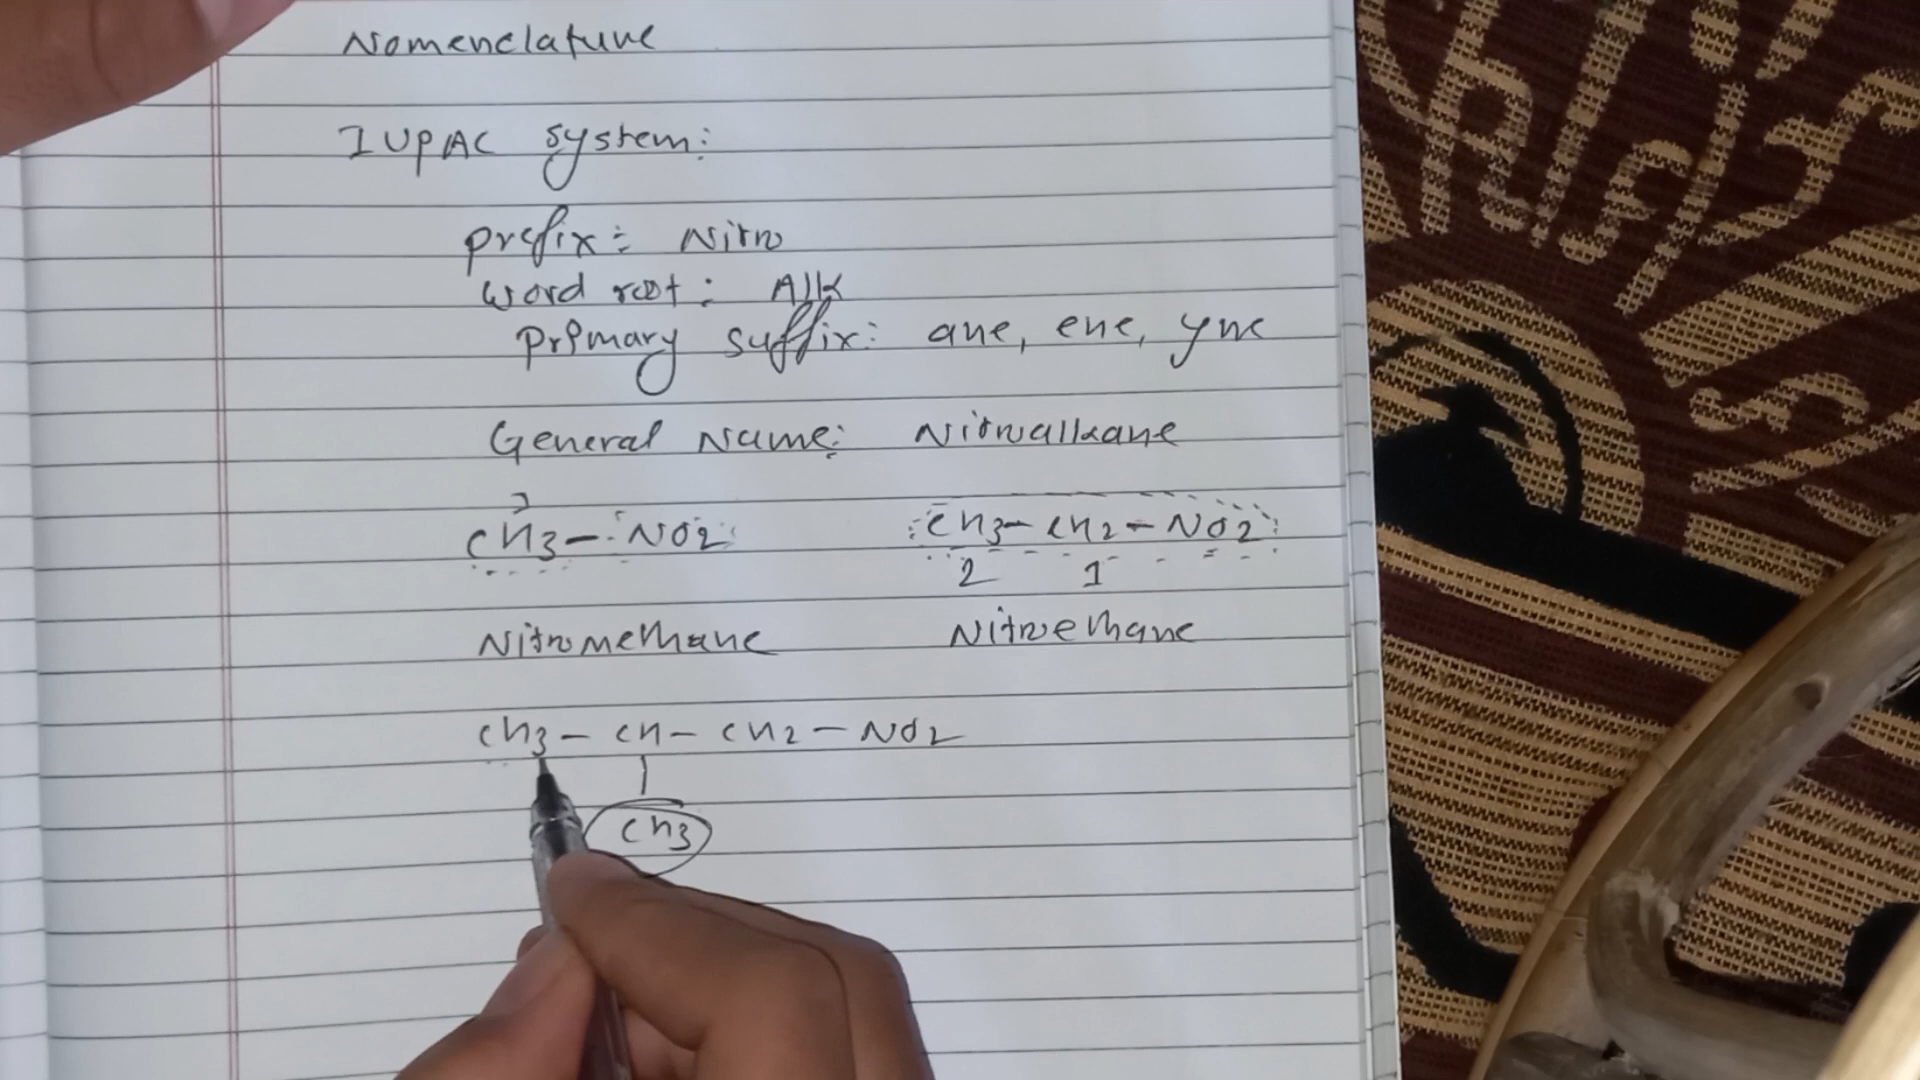 Nomenclature
IUPAC system:
prefix: Nitro
word root: Alk
Primary suffix: ane, ene, yne
General Name: Nitroalkane
CH3 - NO2 CH3 - CH2 - NO2
2 1
Nitromethane Nitroethane
CH3 - CH - CH2 - NO2
|
CH3